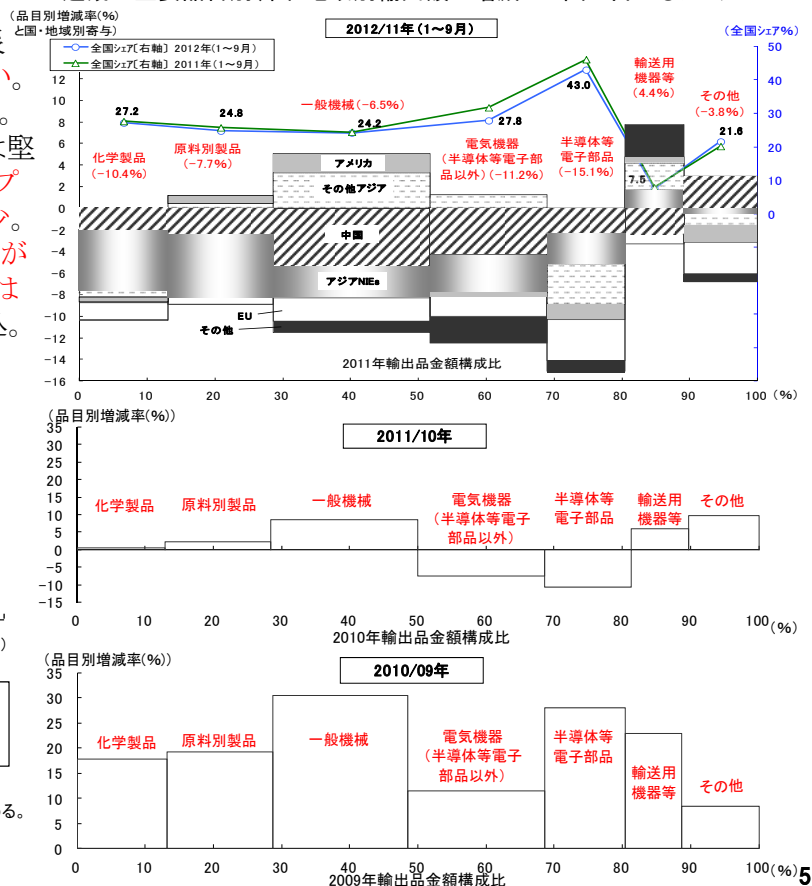 （品目別増減率(%)
と国・地域別寄与)
2012/11年(1～9月)
（全国シェア%)
全国シェア〔右軸〕 2012年(1～9月)
全国シェア〔右軸〕 2011年(1～9月)
い。
。
堅
プ
。
が
は
。
12
10
8
6
4
2
0
－2
－4
－6
－8
－10
－12
－14
－16
50
40
30
20
10
0
27.2
24.8
24.2
27.8
43.0
7.5
21.6
化学製品
(－10.4%)
原料別製品
(－7.7%)
一般機械(－6.5%)
電気機器
(半導体等電子部
品以外)(－11.2%)
半導体等
電子部品
(－15.1%)
輸送用
機器等
(4.4%)
その他
(－3.8%)
アメリカ
その他アジア
中国
アジアNIEs
EU
その他
2011年輸出品金額構成比
0 10 20 30 40 50 60 70 80 90 100 (%)
(品目別増減率(%))
2011/10年
35
30
25
20
15
10
5
0
－5
－10
－15
化学製品
原料別製品
一般機械
電気機器
(半導体等電子
部品以外)
半導体等
電子部品
輸送用
機器等
その他
0 10 20 30 40 50 60 70 80 90 100(%)
2010年輸出品金額構成比
)
(品目別増減率(%))
2010/09年
35
30
25
20
15
10
5
0
化学製品
原料別製品
一般機械
電気機器
(半導体等電子
部品以外)
半導体等
電子部品
輸送用
機器等
その他
る。
0 10 20 30 40 50 60 70 80 90 100(%)
2009年輸出品金額構成比
5